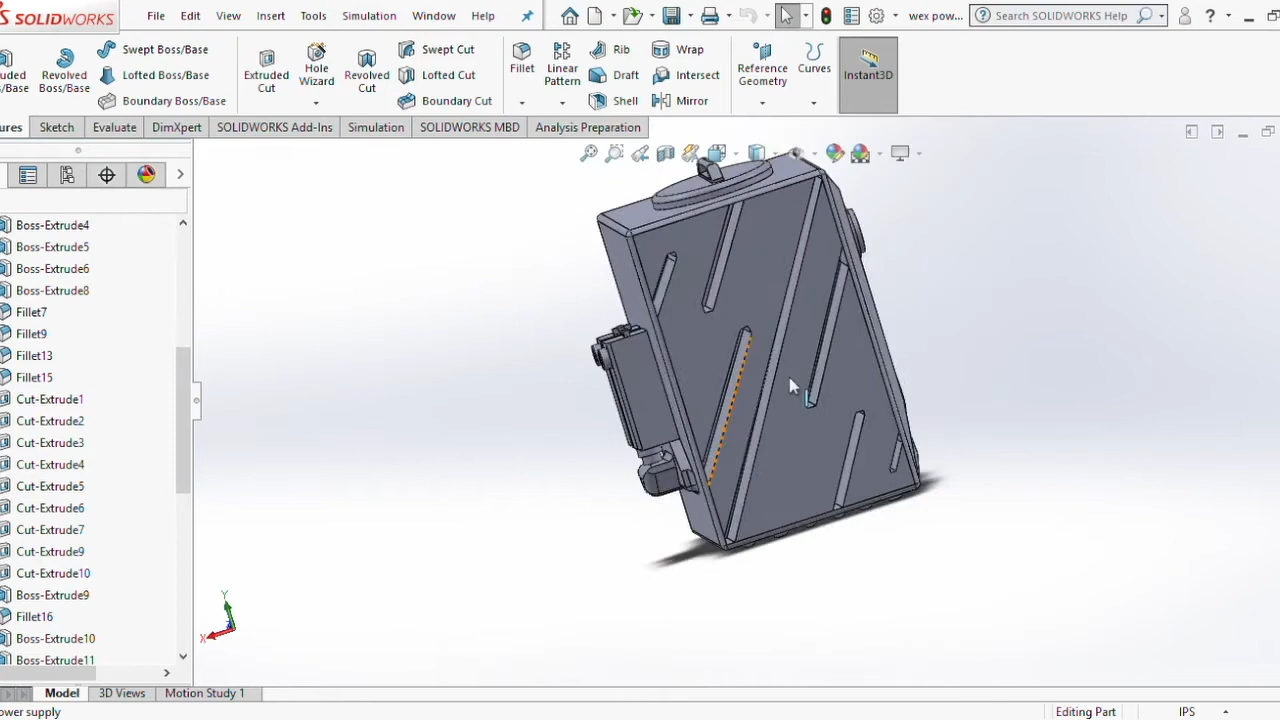 SOLIDWORKS File Edit View Insert Tools Simulation Window Help wex pow... Search SOLIDWORKS Help ?
Swept Boss/Base Swept Cut Rib Wrap
uded Revolved Lofted Boss/Base Extruded Hole Revolved Lofted Cut Fillet Linear Draft Intersect Reference Curves Instant3D
/Base Boss/Base Cut Wizard Cut Pattern Geometry
Boundary Boss/Base Boundary Cut Shell Mirror
ures Sketch Evaluate DimXpert SOLIDWORKS Add-Ins Simulation SOLIDWORKS MBD Analysis Preparation
Boss-Extrude4
Boss-Extrude5
Boss-Extrude6
Boss-Extrude8
Fillet7
Fillet9
Fillet13
Fillet15
Cut-Extrude1
Cut-Extrude2
Cut-Extrude3
Cut-Extrude4
Cut-Extrude5
Cut-Extrude6
Cut-Extrude7
Cut-Extrude9
Cut-Extrude10
Boss-Extrude9
Fillet16
Boss-Extrude10
Boss-Extrude11
Y
X
Model 3D Views Motion Study 1
ower supply Editing Part IPS